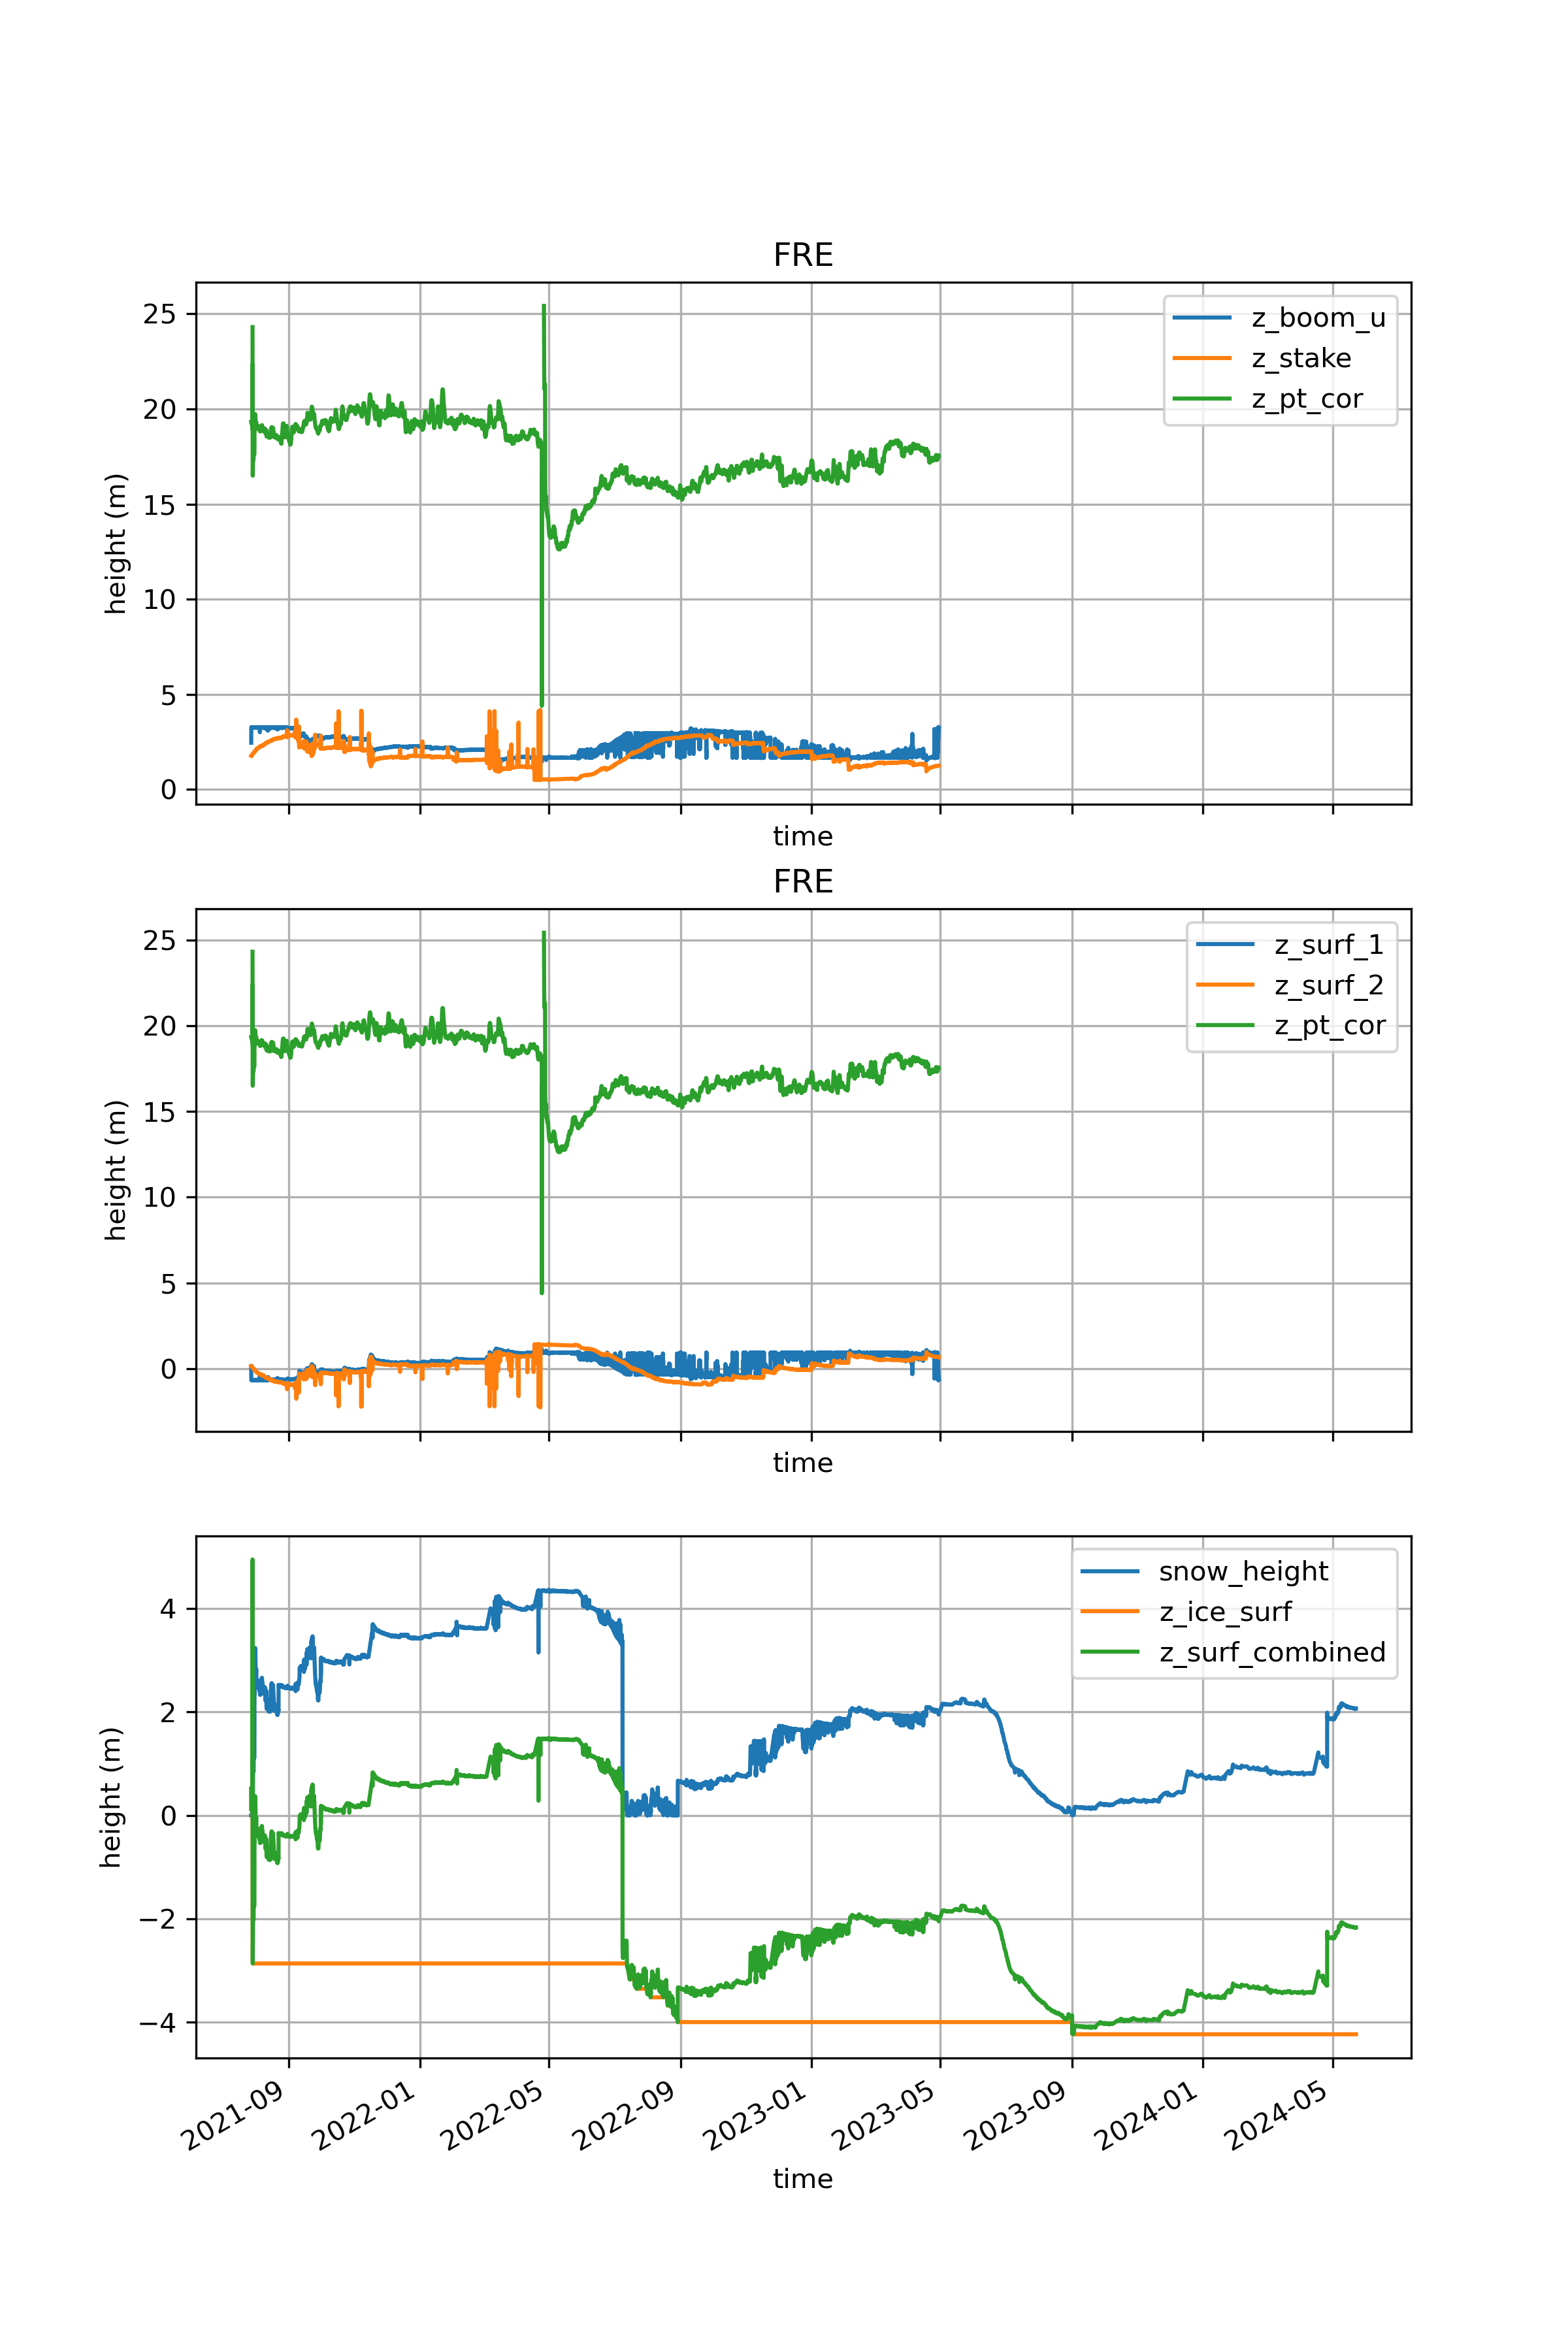 FRE
25
20
15
10
5
0
height (m)
z_boom_u
z_stake
z_pt_cor
time
FRE
25
20
15
10
5
0
height (m)
z_surf_1
z_surf_2
z_pt_cor
time
4
2
0
−2
−4
height (m)
snow_height
z_ice_surf
z_surf_combined
2021-09
2022-01
2022-05
2022-09
2023-01
2023-05
2023-09
2024-01
2024-05
time